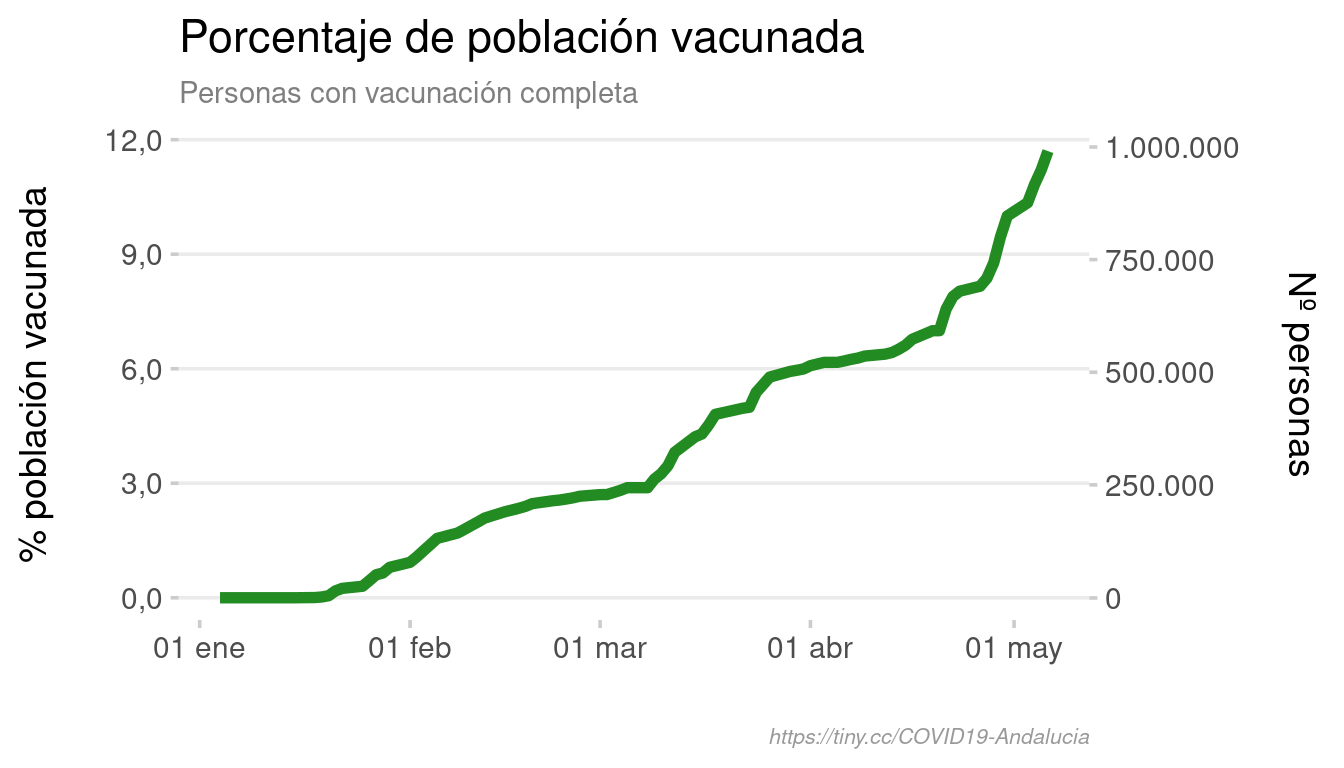 Porcentaje de población vacunada
Personas con vacunación completa
% población vacunada
12,0
9,0
6,0
3,0
0,0
1.000.000
750.000
500.000
250.000
0
Nº personas
01 ene
01 feb
01 mar
01 abr
01 may
https://tiny.cc/COVID19-Andalucia